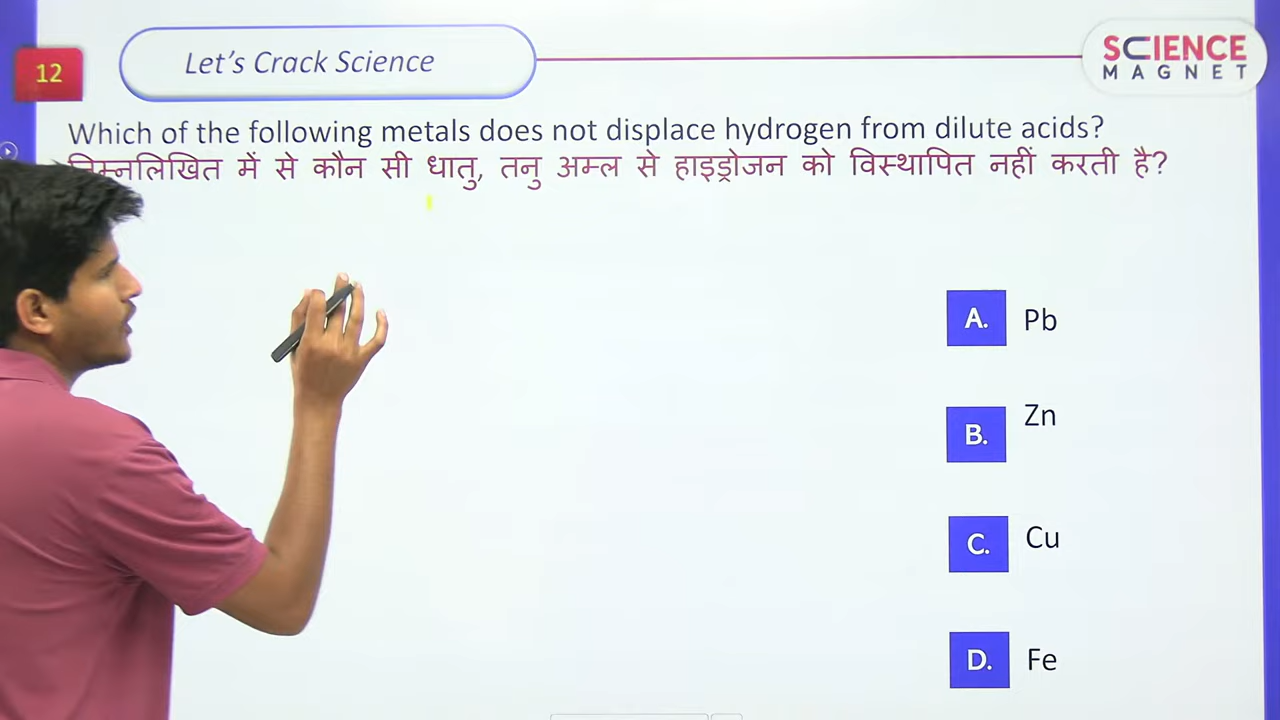 12
Let's Crack Science
SCIENCE
MAGNET
Which of the following metals does not displace hydrogen from dilute acids?
निम्नलिखित में से कौन सी धातु, तनु अम्ल से हाइड्रोजन को विस्थापित नहीं करती है?
A. Pb
B. Zn
C. Cu
D. Fe